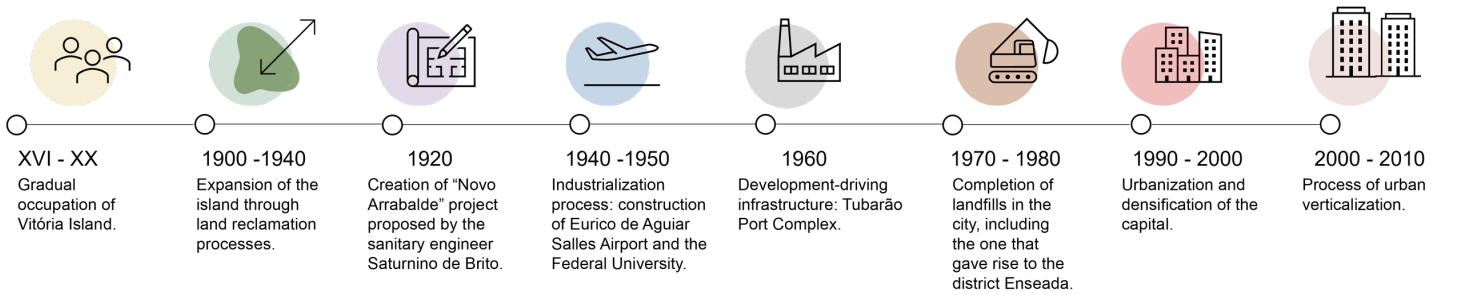 XVI - XX
Gradual
occupation of
Vitória Island.
1900 -1940
Expansion of the
island through
land reclamation
processes.
1920
Creation of “Novo
Arrabalde” project
proposed by the
sanitary engineer
Saturnino de Brito.
1940 -1950
Industrialization
process: construction
of Eurico de Aguiar
Salles Airport and the
Federal University.
1960
Development-driving
infrastructure: Tubarão
Port Complex.
1970 - 1980
Completion of
landfills in the
city, including
the one that
gave rise to the
district Enseada.
1990 - 2000
Urbanization and
densification of the
capital.
2000 - 2010
Process of urban
verticalization.